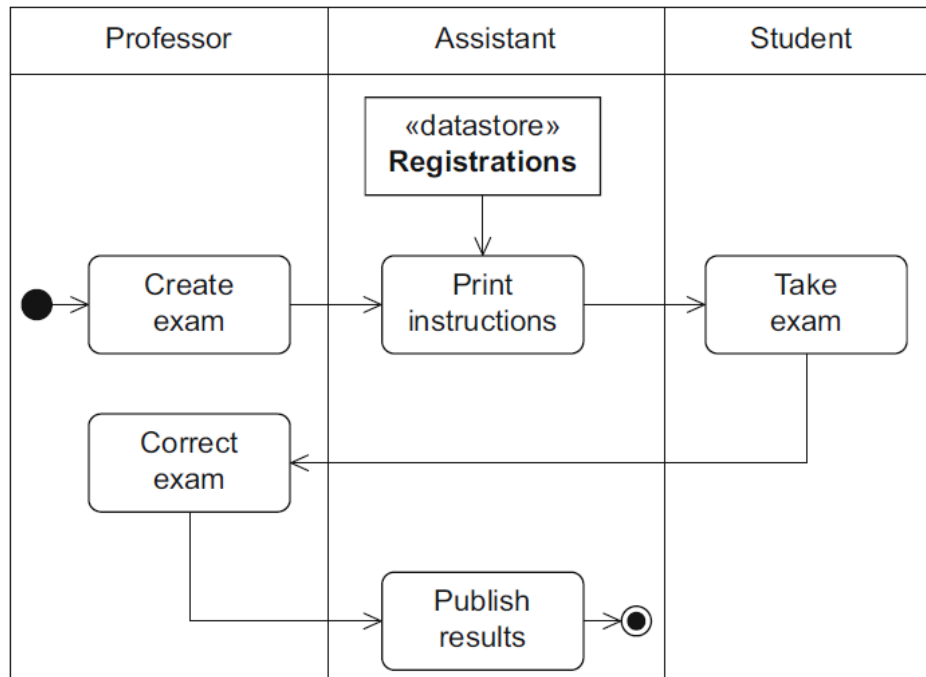 Professor
Assistant
Student
«datastore»
Registrations
Create
exam
Print
instructions
Take
exam
Correct
exam
Publish
results